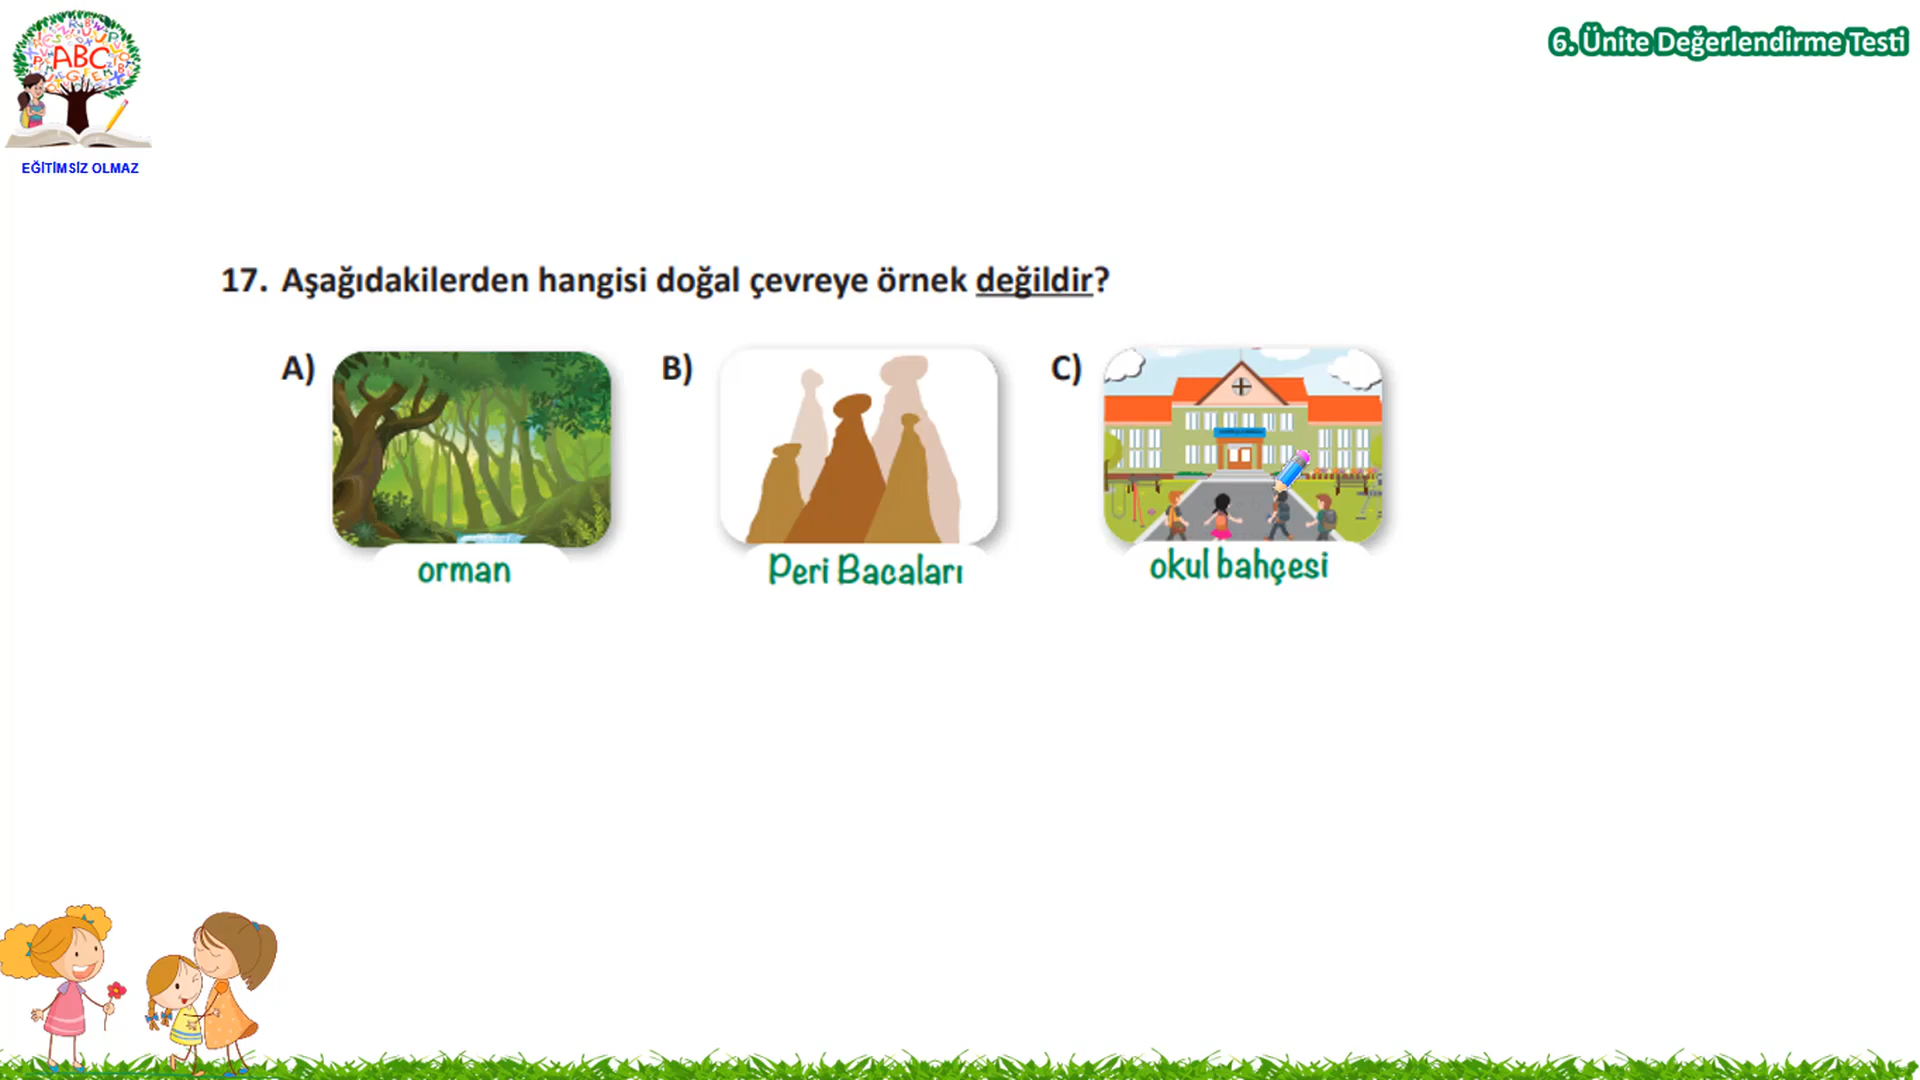 6. Ünite Değerlendirme Testi
ABC
EĞİTİMSİZ OLMAZ
17. Aşağıdakilerden hangisi doğal çevreye örnek değildir?
A)
B)
C)
orman
Peri Bacaları
okul bahçesi